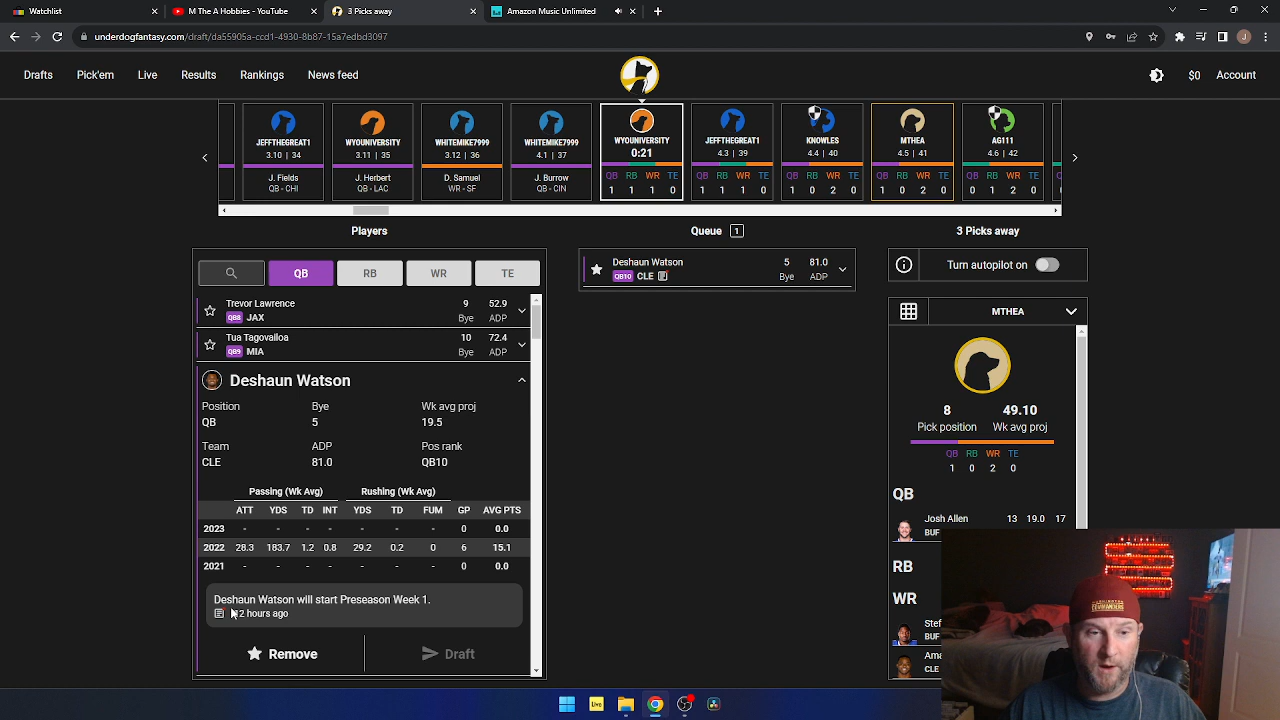 Watchlist
M The A Hobbies - YouTube
3 Picks away
Amazon Music Unlimited
underdogfantasy.com/draft/da55905a-ccd1-4930-8b87-15a7edbd3097
J
Drafts
Pick'em
Live
Results
Rankings
News feed
$0
Account
JEFFTHEGREAT1
3.10 | 34
J. Fields
QB - CHI
WYOUNIVERSITY
3.11 | 35
J. Herbert
QB - LAC
WHITEMIKE7999
3.12 | 36
D. Samuel
WR - SF
WHITEMIKE7999
4.1 | 37
J. Burrow
QB - CIN
WYOUNIVERSITY
0:21
QB RB WR TE
1 1 1 0
JEFFTHEGREAT1
4.3 | 39
QB RB WR TE
1 1 1 0
KNOWLES
4.4 | 40
QB RB WR TE
1 0 2 0
MTHEA
4.5 | 41
QB RB WR TE
1 0 2 0
AG111
4.6 | 42
QB RB WR TE
0 1 2 0
Players
QB
RB
WR
TE
Trevor Lawrence 9 52.9
QB8 JAX Bye ADP
Tua Tagovailoa 10 72.4
QB9 MIA Bye ADP
Deshaun Watson
Position Bye Wk avg proj
QB 5 19.5
Team ADP Pos rank
CLE 81.0 QB10
Passing (Wk Avg) Rushing (Wk Avg)
ATT YDS TD INT YDS TD FUM GP AVG PTS
2023 - - - - - - - 0 0.0
2022 28.3 183.7 1.2 0.8 29.2 0.2 0 6 15.1
2021 - - - - - - - 0 0.0
Deshaun Watson will start Preseason Week 1.
2 hours ago
Remove
Draft
Queue 1
Deshaun Watson 5 81.0
QB10 CLE Bye ADP
3 Picks away
Turn autopilot on
MTHEA
8 49.10
Pick position Wk avg proj
QB RB WR TE
1 0 2 0
QB
Josh Allen 13 19.0 17
BUF
RB
WR
Stef
BUF
Ama
CLE
WASHINGTON
COMMANDERS
Live